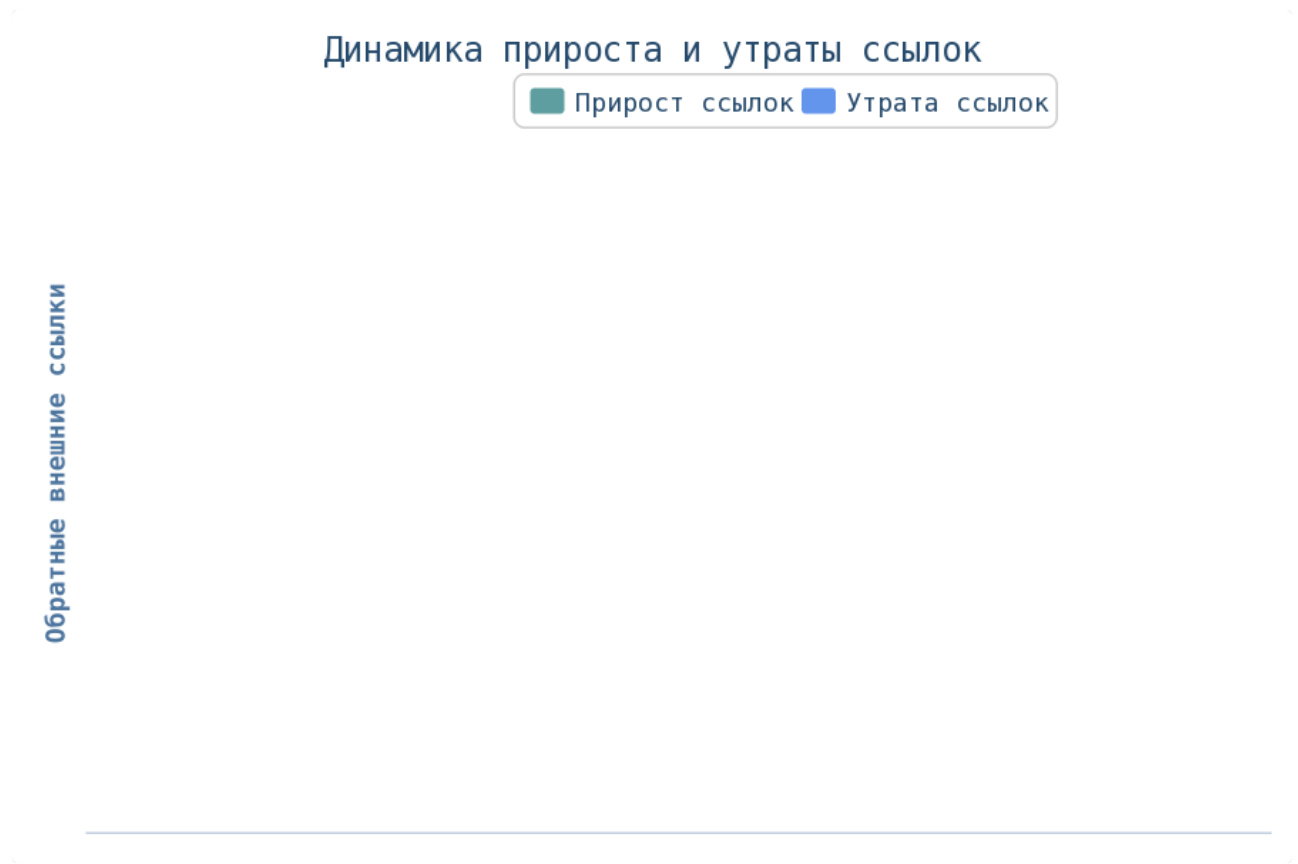 Динамика прироста и утраты ссылок
Прирост ссылок Утрата ссылок
Обратные внешние ссылки